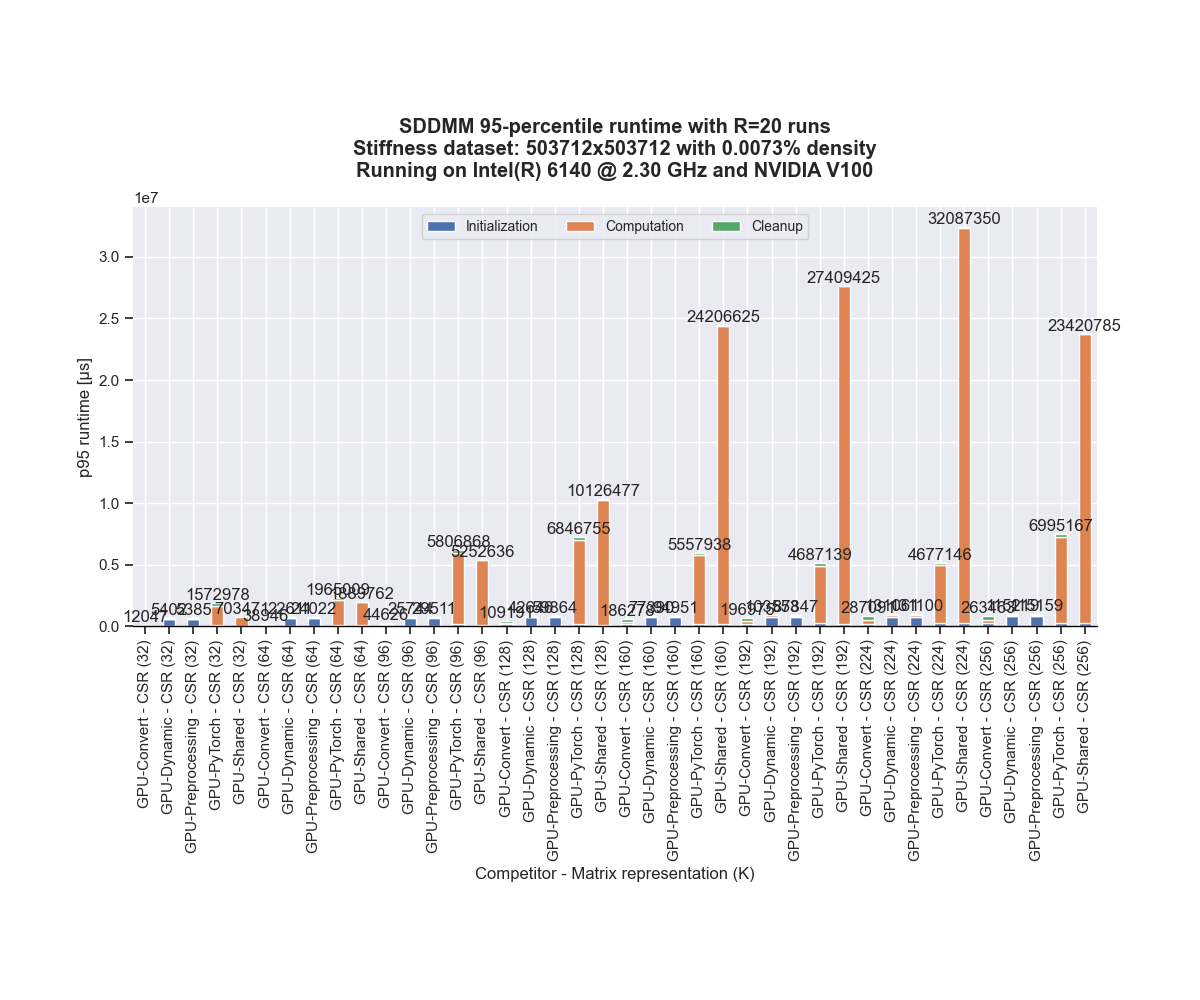 SDDMM 95-percentile runtime with R=20 runs
Stiffness dataset: 503712x503712 with 0.0073% density
Running on Intel(R) 6140 @ 2.30 GHz and NVIDIA V100
1e7
Initialization
Computation
Cleanup
p95 runtime [µs]
3.0
2.5
2.0
1.5
1.0
0.5
0.0
12047
1572978
38946
1965009
1889762
44626
5806868
5252636
6846755
10126477
5557938
24206625
4687139
27409425
4677146
32087350
6995167
23420785
GPU-Convert - CSR (32)
GPU-Dynamic - CSR (32)
GPU-Preprocessing - CSR (32)
GPU-PyTorch - CSR (32)
GPU-Shared - CSR (32)
GPU-Convert - CSR (64)
GPU-Dynamic - CSR (64)
GPU-Preprocessing - CSR (64)
GPU-PyTorch - CSR (64)
GPU-Shared - CSR (64)
GPU-Convert - CSR (96)
GPU-Dynamic - CSR (96)
GPU-Preprocessing - CSR (96)
GPU-PyTorch - CSR (96)
GPU-Shared - CSR (96)
GPU-Convert - CSR (128)
GPU-Dynamic - CSR (128)
GPU-Preprocessing - CSR (128)
GPU-PyTorch - CSR (128)
GPU-Shared - CSR (128)
GPU-Convert - CSR (160)
GPU-Dynamic - CSR (160)
GPU-Preprocessing - CSR (160)
GPU-PyTorch - CSR (160)
GPU-Shared - CSR (160)
GPU-Convert - CSR (192)
GPU-Dynamic - CSR (192)
GPU-Preprocessing - CSR (192)
GPU-PyTorch - CSR (192)
GPU-Shared - CSR (192)
GPU-Convert - CSR (224)
GPU-Dynamic - CSR (224)
GPU-Preprocessing - CSR (224)
GPU-PyTorch - CSR (224)
GPU-Shared - CSR (224)
GPU-Convert - CSR (256)
GPU-Dynamic - CSR (256)
GPU-Preprocessing - CSR (256)
GPU-PyTorch - CSR (256)
GPU-Shared - CSR (256)
Competitor - Matrix representation (K)